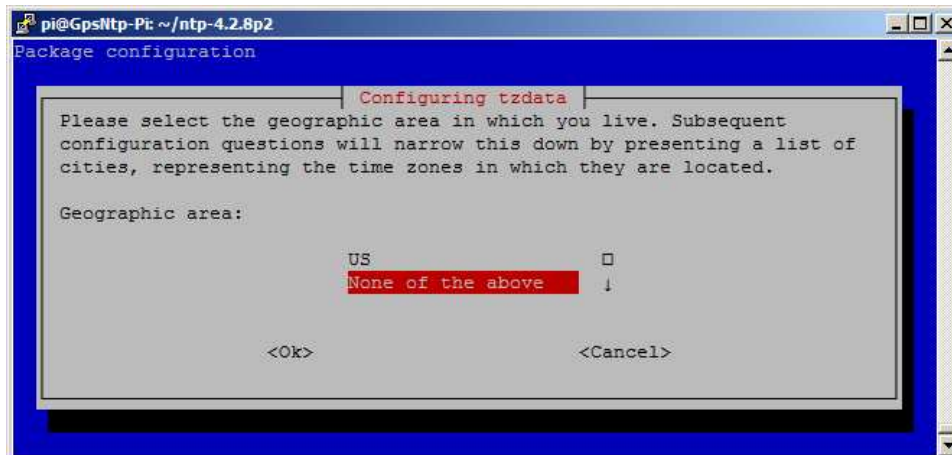 pi@GpsNtp-Pi: ~/ntp-4.2.8p2
Package configuration
Configuring tzdata
Please select the geographic area in which you live. Subsequent
configuration questions will narrow this down by presenting a list of
cities, representing the time zones in which they are located.
Geographic area:
US
None of the above ↓
<Ok> <Cancel>